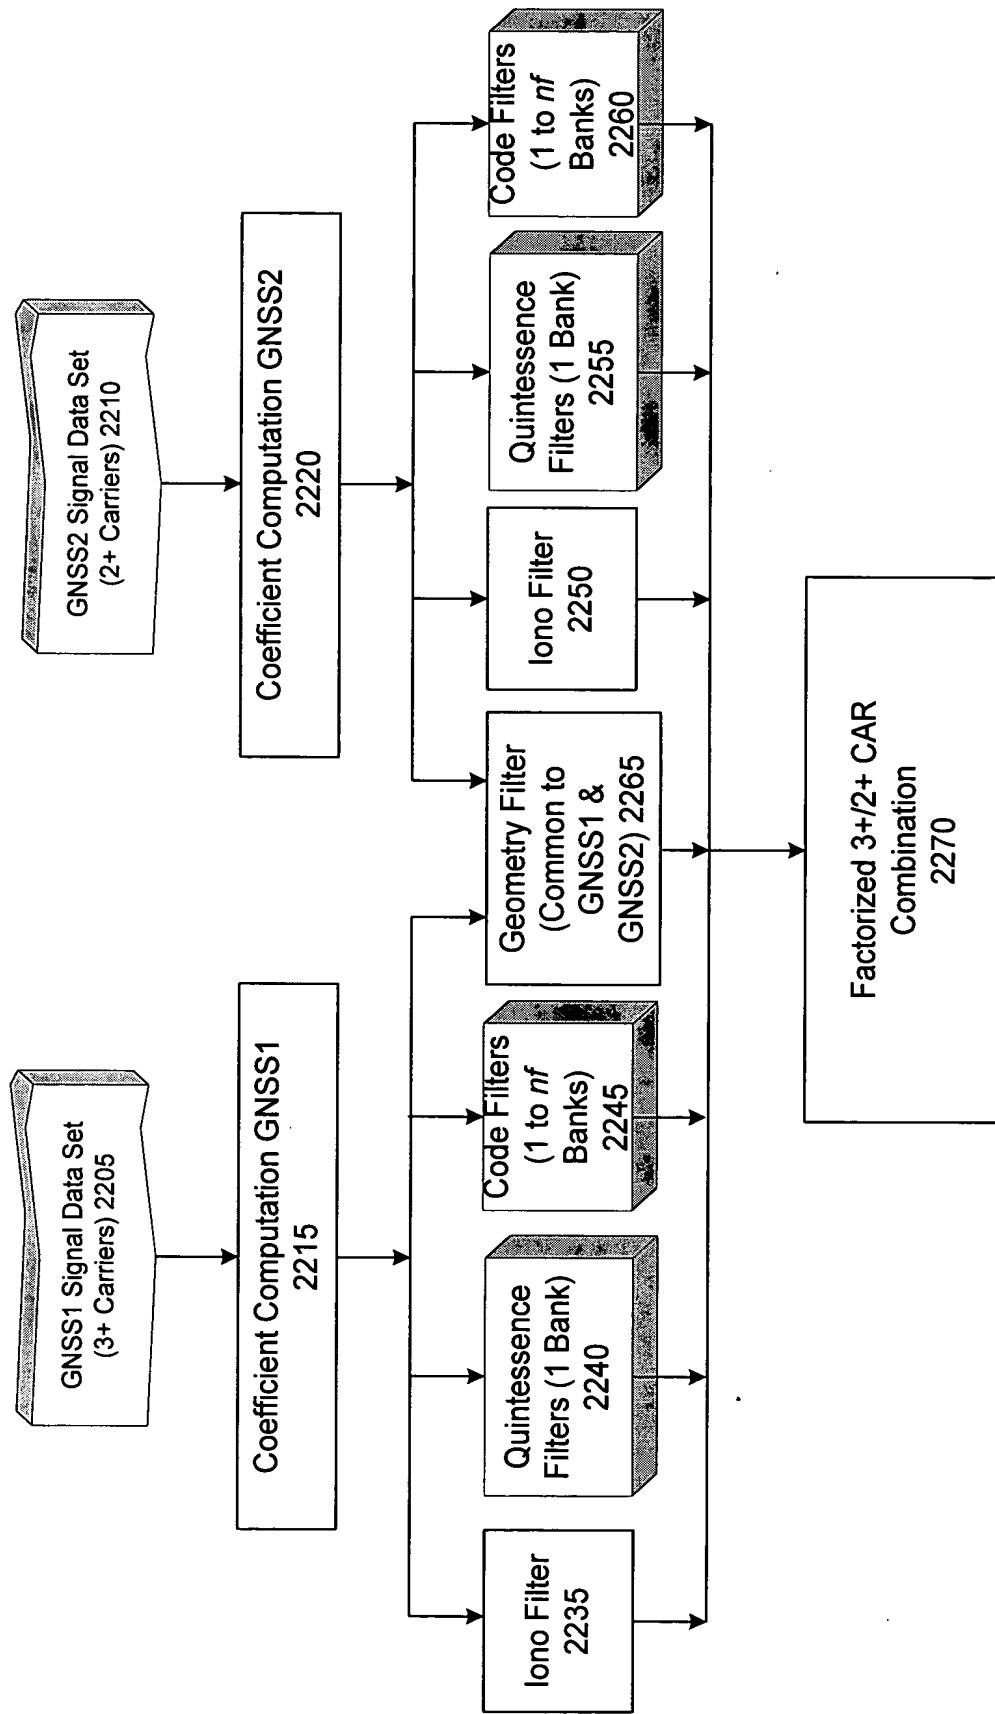 GNSS1 Signal Data Set
(3+ Carriers) 2205
GNSS2 Signal Data Set
(2+ Carriers) 2210
Coefficient Computation GNSS1
2215
Coefficient Computation GNSS2
2220
Iono Filter
2235
Quintessence
Filters (1 Bank)
2240
Code Filters
(1 to nf
Banks)
2245
Geometry Filter
(Common to
GNSS1 &
GNSS2) 2265
Iono Filter
2250
Quintessence
Filters (1 Bank)
2255
Code Filters
(1 to nf
Banks)
2260
Factorized 3+/2+ CAR
Combination
2270